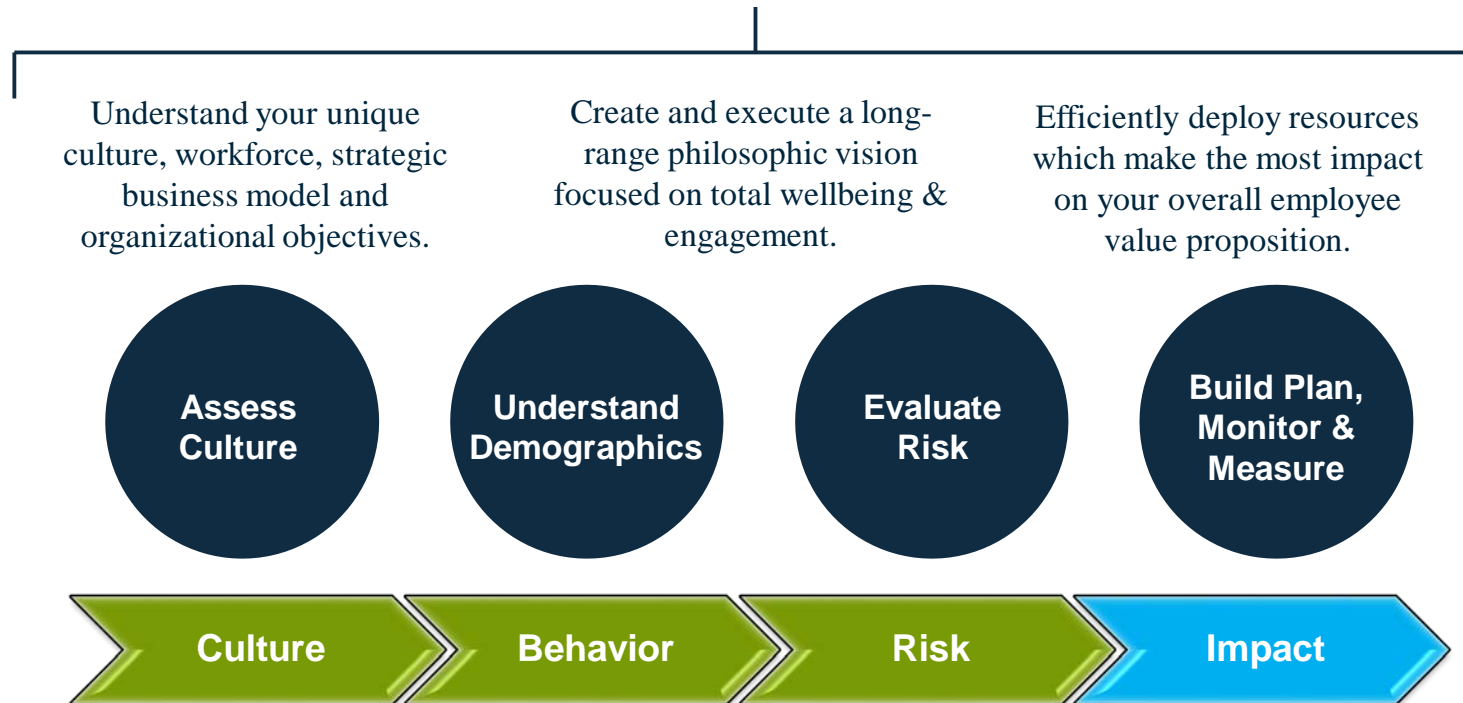 Understand your unique
culture, workforce, strategic
business model and
organizational objectives.
Create and execute a long-
range philosophic vision
focused on total wellbeing &
engagement.
Efficiently deploy resources
which make the most impact
on your overall employee
value proposition.
Assess
Culture
Understand
Demographics
Evaluate
Risk
Build Plan,
Monitor &
Measure
Culture
Behavior
Risk
Impact